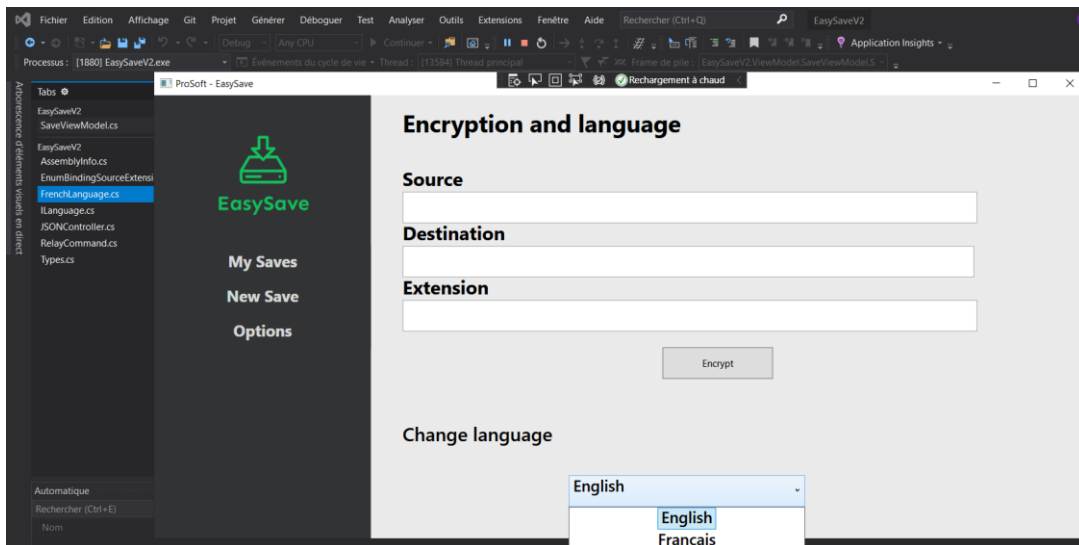 Fichier Edition Affichage Git Projet Générer Déboguer Test Analyser Outils Extensions Fenêtre Aide Rechercher (Ctrl+Q) EasySaveV2
Debug Any CPU Continuer Application Insights
Processus : [1880] EasySaveV2.exe Événements du cycle de vie Thread : [13584] Thread principal Frame de pile : EasySaveV2.ViewModel.SaveViewModel.S
Arborescence d'éléments visuels en direct
Tabs
EasySaveV2
SaveViewModel.cs
EasySaveV2
AssemblyInfo.cs
EnumBindingSourceExtensi
FrenchLanguage.cs
ILanguage.cs
JSONController.cs
RelayCommand.cs
Types.cs
Automatique
Rechercher (Ctrl+E)
Nom
ProSoft - EasySave
Rechargement à chaud
EasySave
My Saves
New Save
Options
Encryption and language
Source
Destination
Extension
Encrypt
Change language
English
English
Français